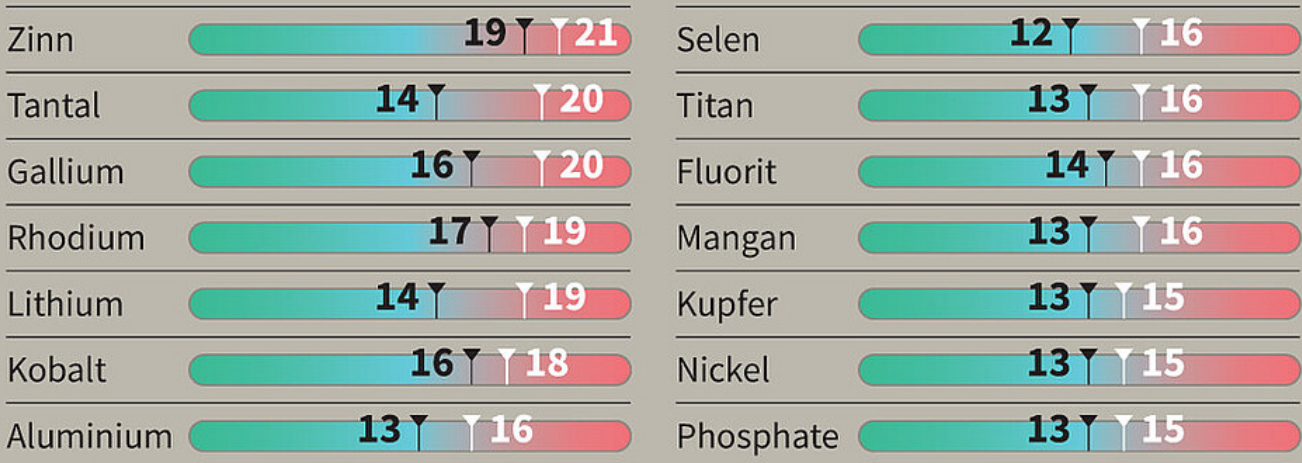 Zinn 19 21
Tantal 14 20
Gallium 16 20
Rhodium 17 19
Lithium 14 19
Kobalt 16 18
Aluminium 13 16
Selen 12 16
Titan 13 16
Fluorit 14 16
Mangan 13 16
Kupfer 13 15
Nickel 13 15
Phosphate 13 15